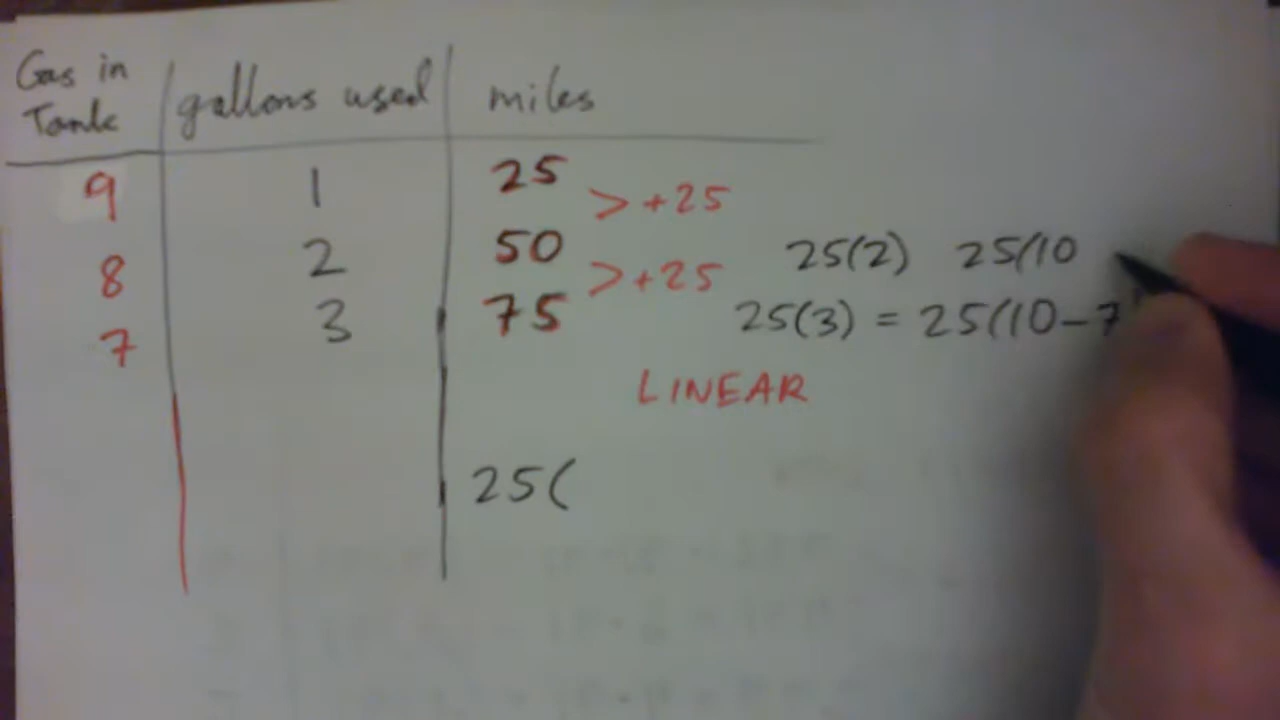 Gas in Tank gallons used miles
9 1 25
> +25
8 2 50
25(2) 25(10
> +25
7 3 75
25(3) = 25(10-7
LINEAR
25(